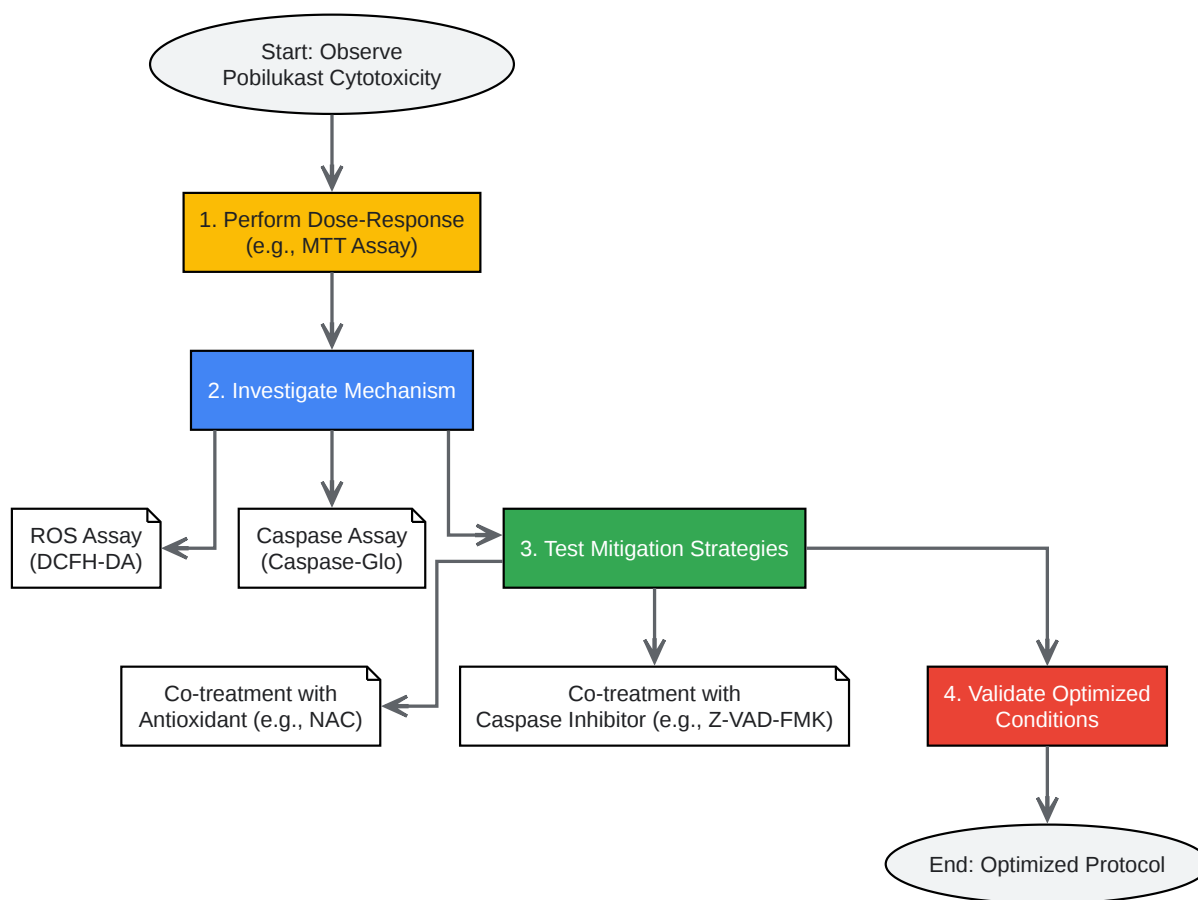 Start: Observe
Pobilukast Cytotoxicity
1. Perform Dose-Response
(e.g., MTT Assay)
2. Investigate Mechanism
ROS Assay
(DCFH-DA)
Caspase Assay
(Caspase-Glo)
3. Test Mitigation Strategies
Co-treatment with
Antioxidant (e.g., NAC)
Co-treatment with
Caspase Inhibitor (e.g., Z-VAD-FMK)
4. Validate Optimized
Conditions
End: Optimized Protocol